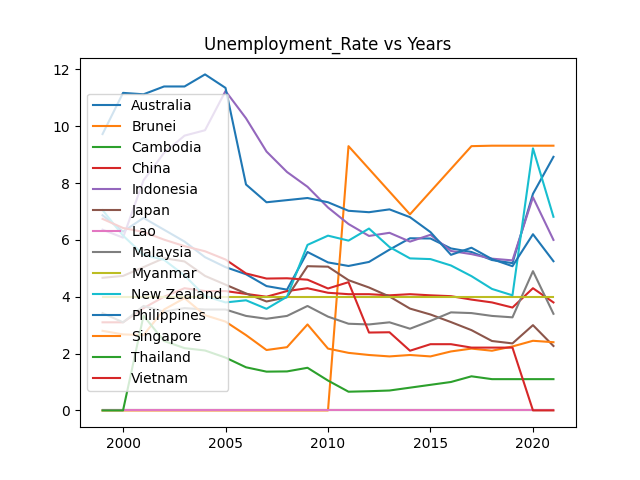 Unemployment_Rate vs Years
12
10
8
6
4
2
0
Australia
Brunei
Cambodia
China
Indonesia
Japan
Lao
Malaysia
Myanmar
New Zealand
Philippines
Singapore
Thailand
Vietnam
2000 2005 2010 2015 2020